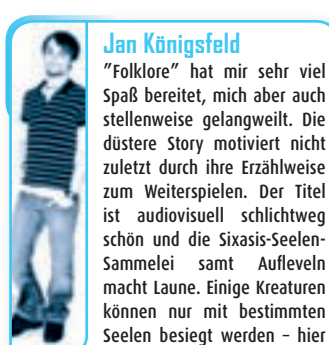 Jan Königsfeld
"Folklore" hat mir sehr viel
Spaß bereitet, mich aber auch
stellenweise gelangweilt. Die
düstere Story motiviert nicht
zuletzt durch ihre Erzählweise
zum Weiterspielen. Der Titel
ist audiovisuell schlichtweg
schön und die Sixasis-Seelen-
Sammelei samt Aufleveln
macht Laune. Einige Kreaturen
können nur mit bestimmten
Seelen besiegt werden – hier